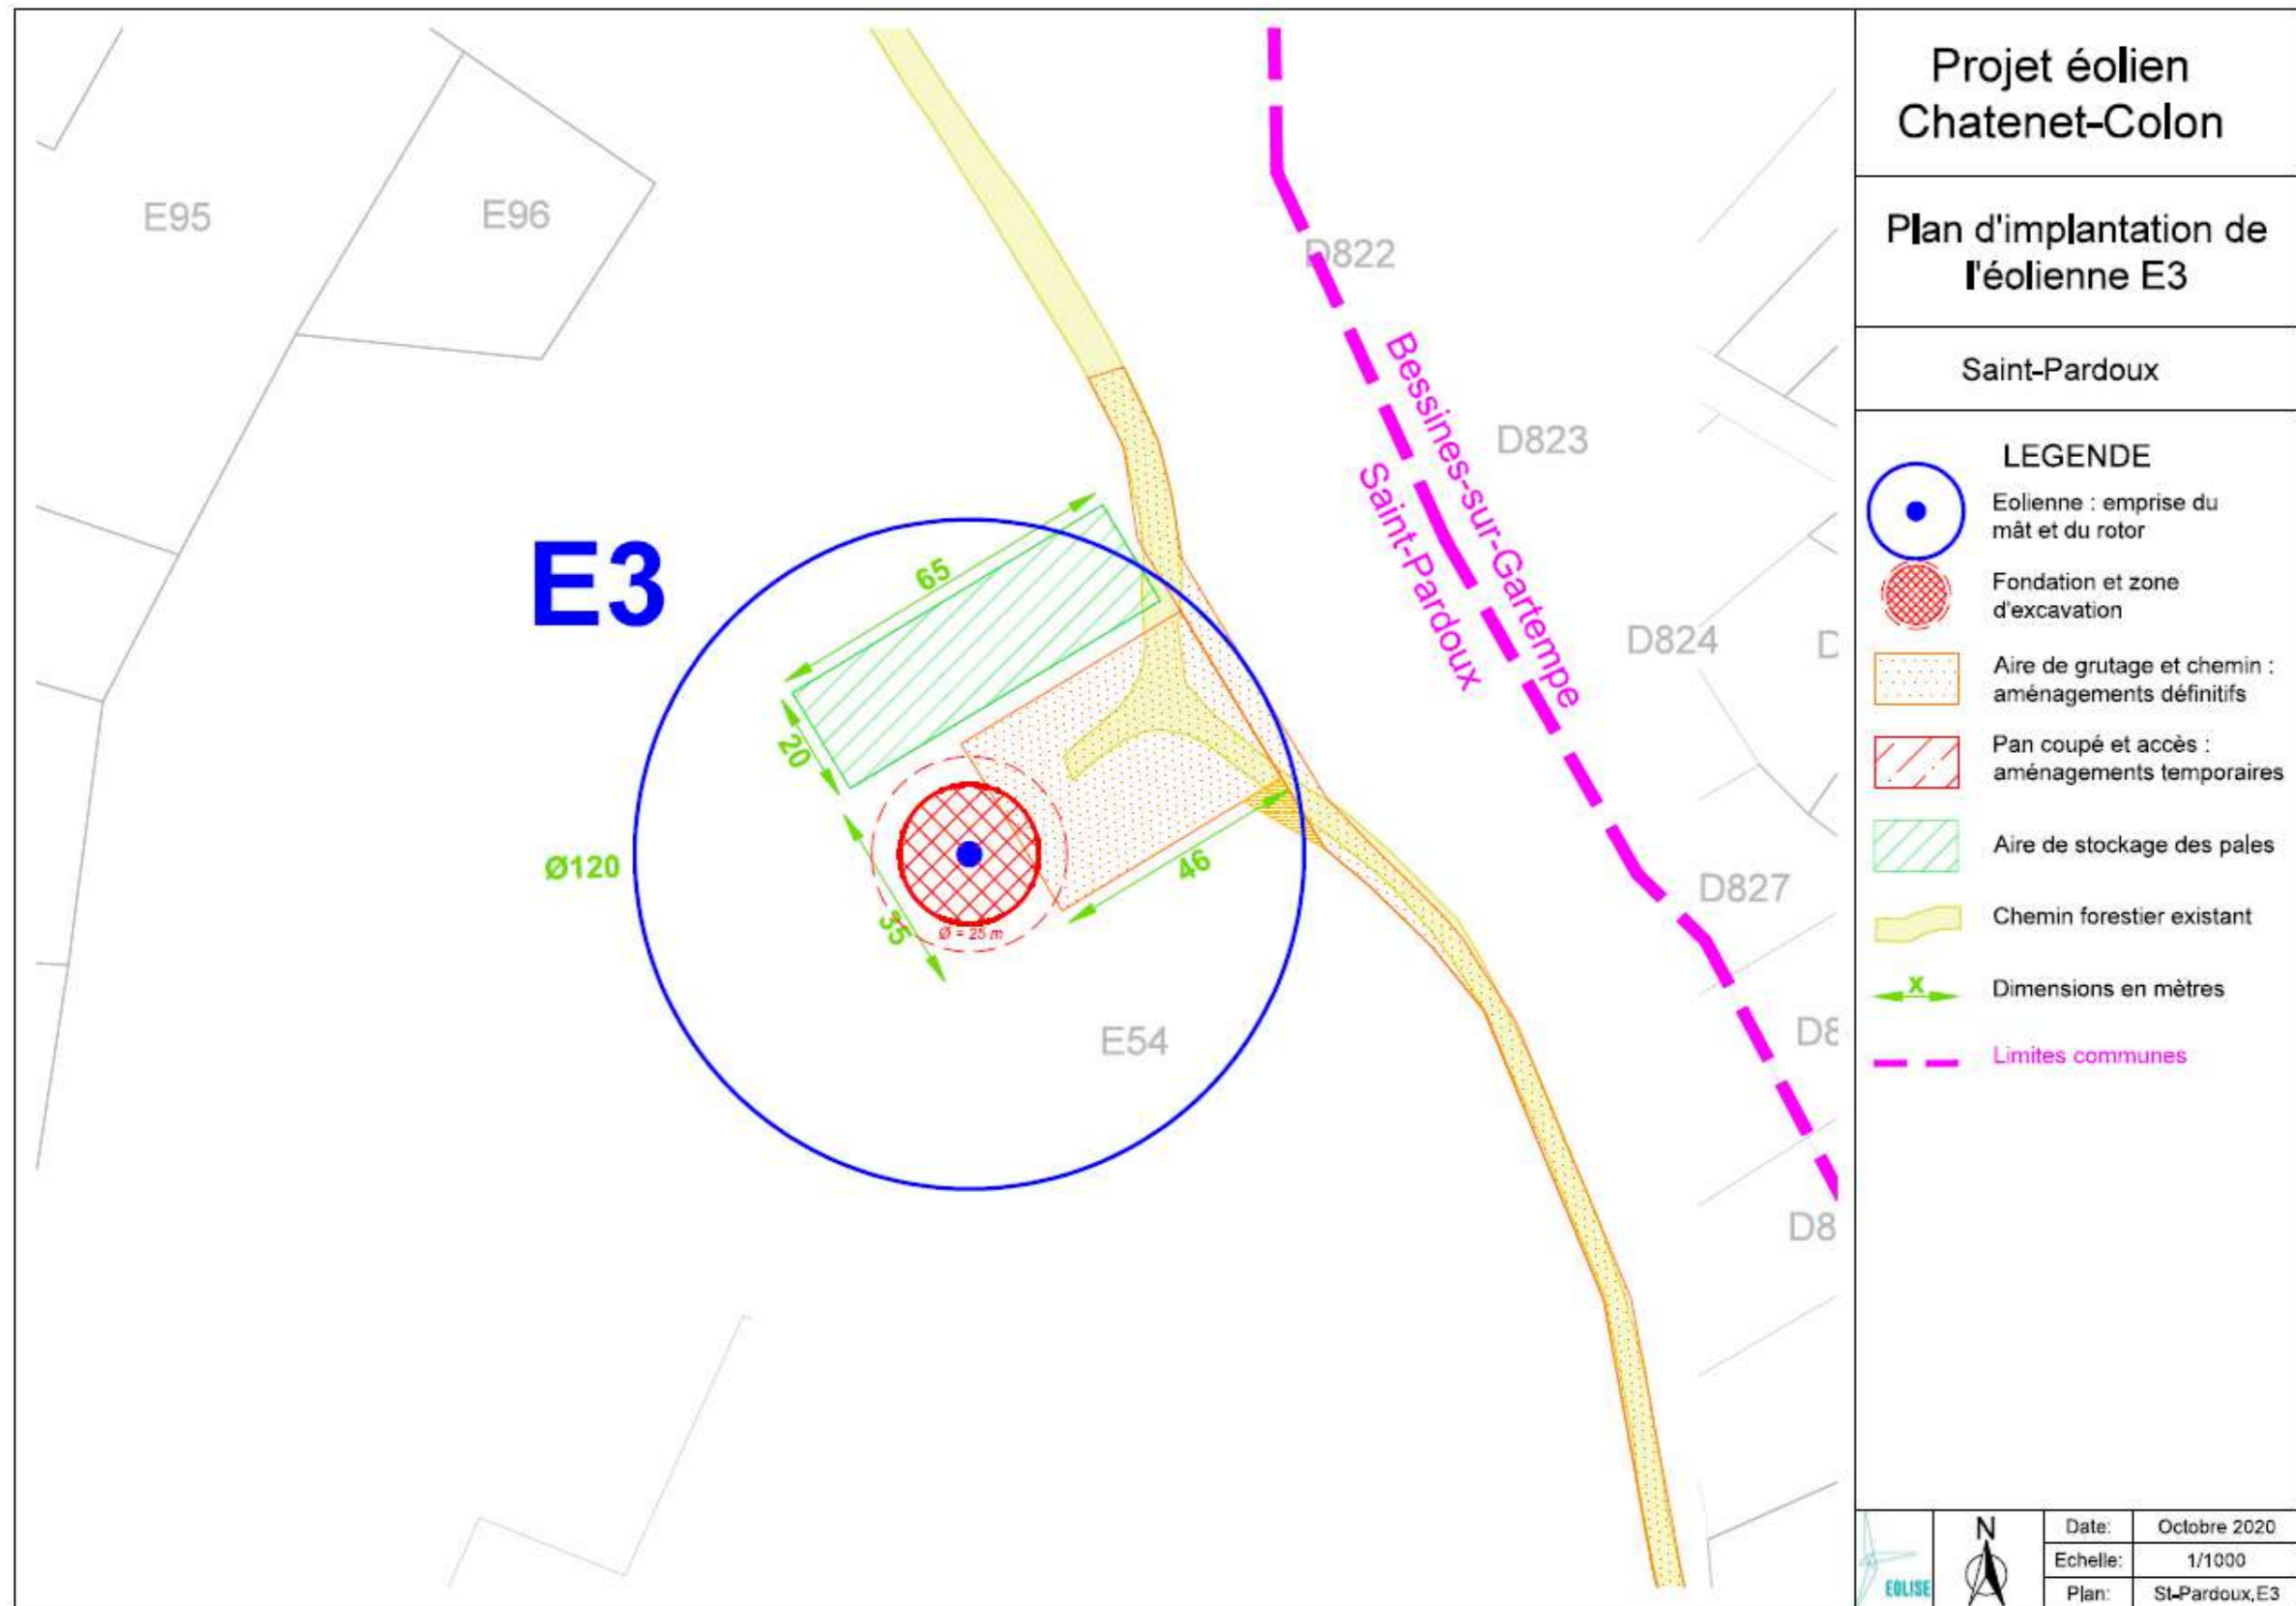 Projet éolien
Chatenet-Colon
Plan d'implantation de
l'éolienne E3
Saint-Pardoux
LEGENDE
Eolienne : emprise du
mât et du rotor
Fondation et zone
d'excavation
Aire de grutage et chemin :
aménagements définitifs
Pan coupé et accès :
aménagements temporaires
Aire de stockage des pales
Chemin forestier existant
X
Dimensions en mètres
Limites communes
EOLISE
N
Date: Octobre 2020
Echelle: 1/1000
Plan: St-Pardoux,E3
E95
E96
D822
Bessines-sur-Gartempe
Saint-Pardoux
D823
D824
D
E3
65
20
Ø120
35
46
Ø = 25 m
D827
E54
D8
D8